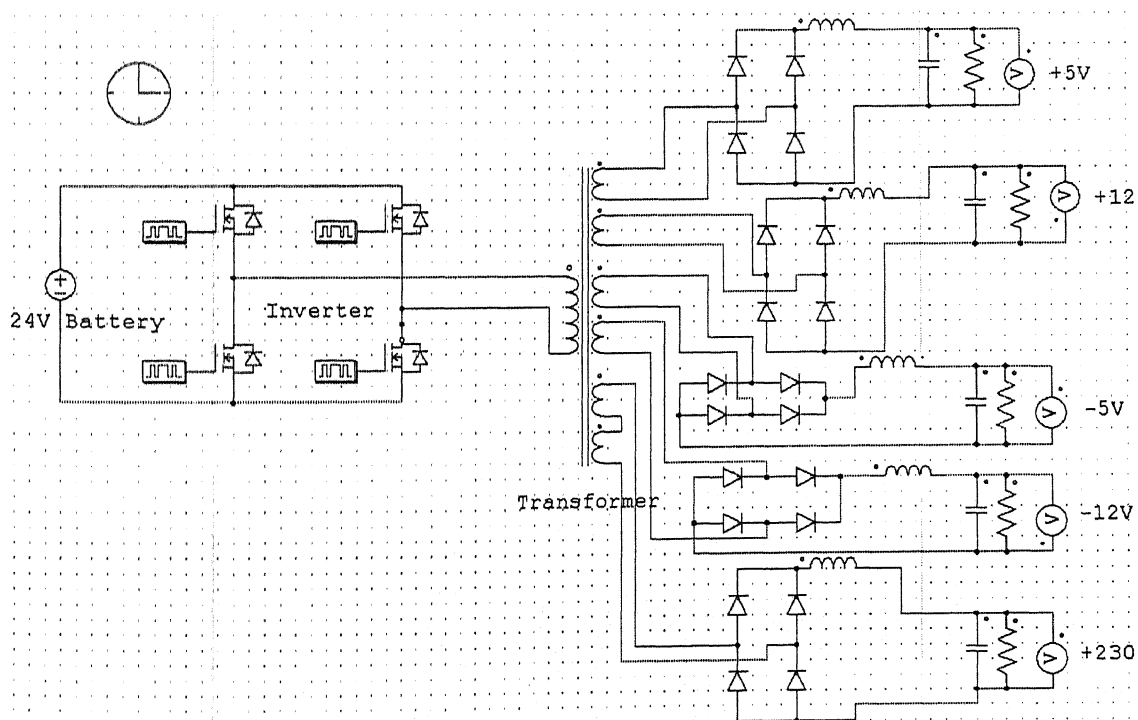 +5V
+12
24V Battery
Inverter
-5V
Transformer
-12V
+230
V
V
V
V
V